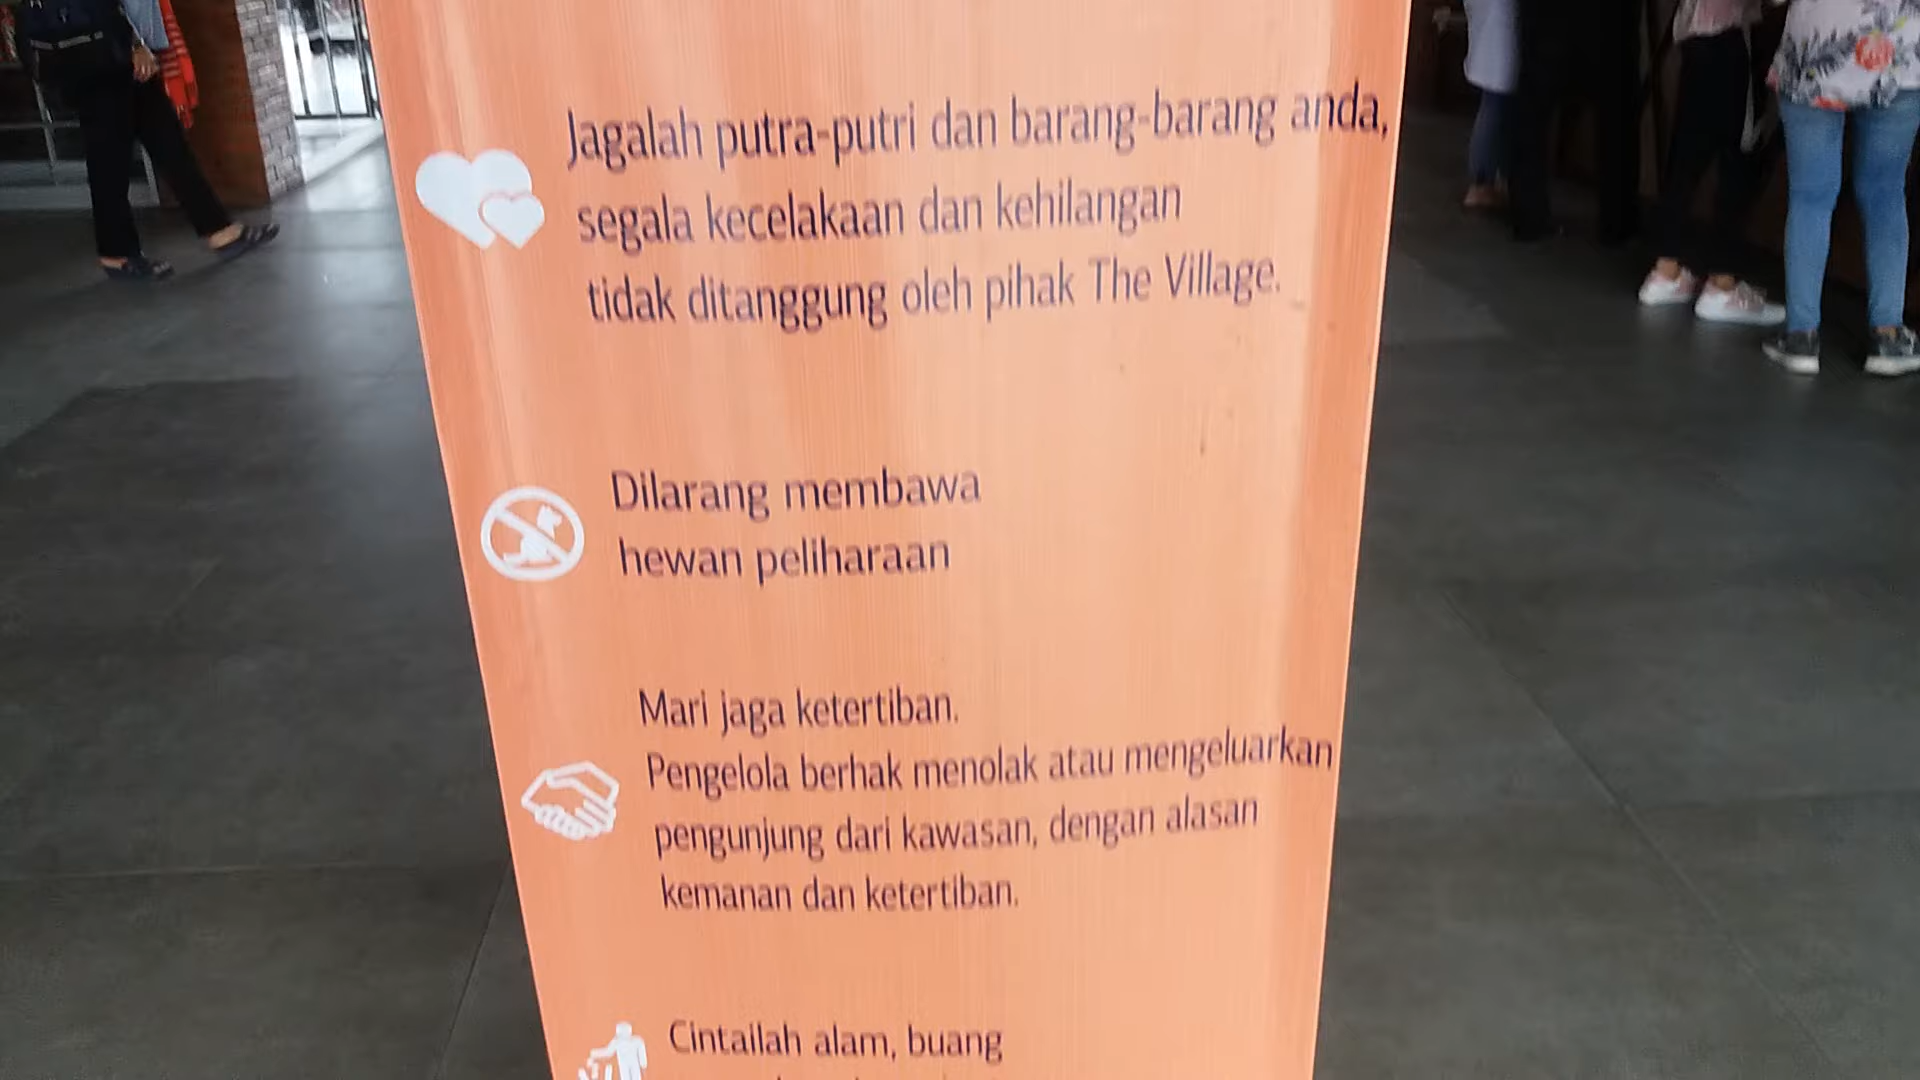 Jagalah putra-putri dan barang-barang anda,
segala kecelakaan dan kehilangan
tidak ditanggung oleh pihak The Village.
Dilarang membawa
hewan peliharaan
Mari jaga ketertiban.
Pengelola berhak menolak atau mengeluarkan
pengunjung dari kawasan, dengan alasan
kemanan dan ketertiban.
Cintailah alam, buang